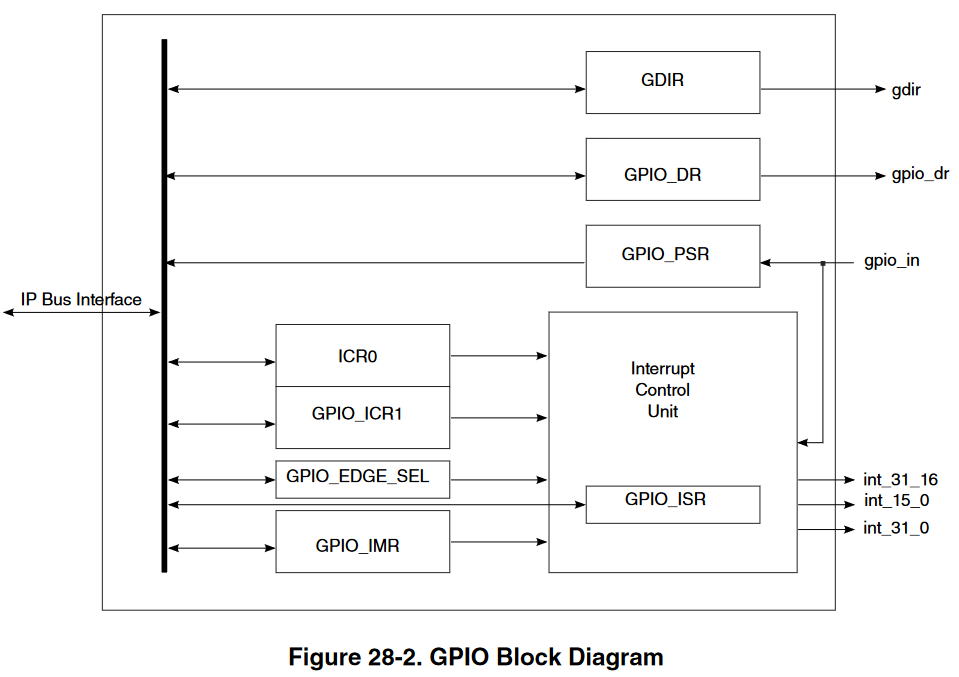 GDIR
gdir
GPIO_DR
gpio_dr
GPIO_PSR
gpio_in
IP Bus Interface
ICR0
Interrupt
Control
Unit
GPIO_ICR1
GPIO_EDGE_SEL
int_31_16
GPIO_ISR
int_15_0
int_31_0
GPIO_IMR
Figure 28-2. GPIO Block Diagram